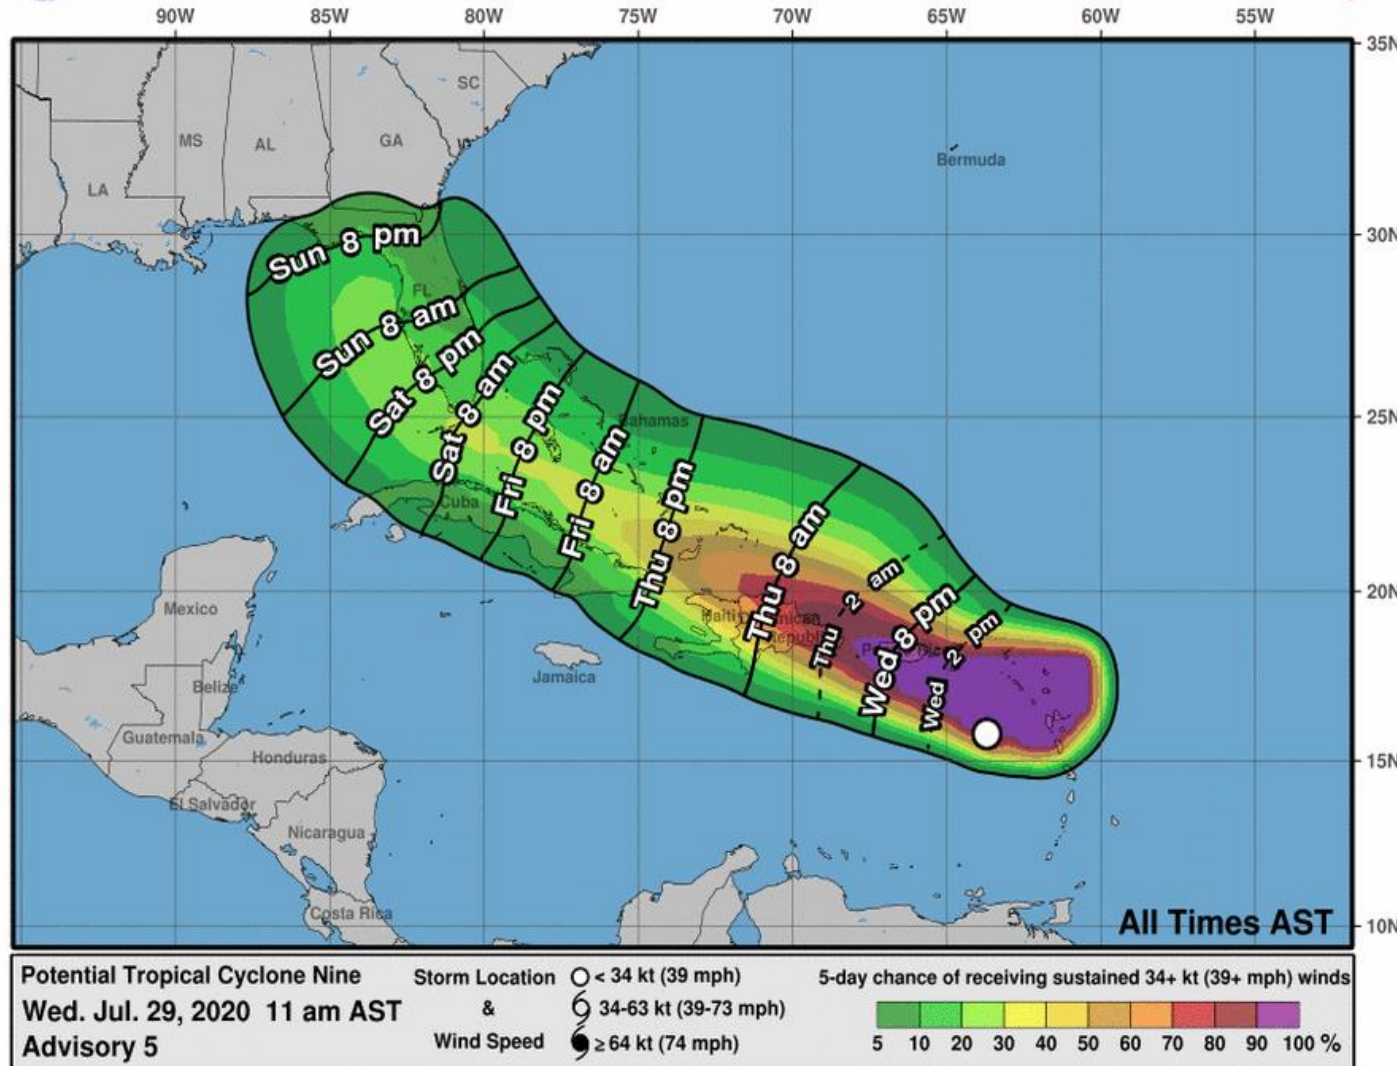 90W 85W 80W 75W 70W 65W 60W 55W
35N
SC
MS AL GA
Bermuda
LA
30N
Sun 8 pm
FL
Sun 8 am
Sat 8 pm
Sat 8 am
Fri 8 pm
Fri 8 am
Thu 8 pm
Thu 8 am
Thu 2 am
Wed 8 pm
Wed 2 pm
Bahamas
25N
Cuba
20N
Mexico
Haiti
Jamaica
Belize
Guatemala
15N
Honduras
El Salvador
Nicaragua
Costa Rica
All Times AST
10N
Potential Tropical Cyclone Nine
Wed. Jul. 29, 2020 11 am AST
Advisory 5
Storm Location
&
Wind Speed
< 34 kt (39 mph)
34-63 kt (39-73 mph)
≥ 64 kt (74 mph)
5-day chance of receiving sustained 34+ kt (39+ mph) winds
5 10 20 30 40 50 60 70 80 90 100 %